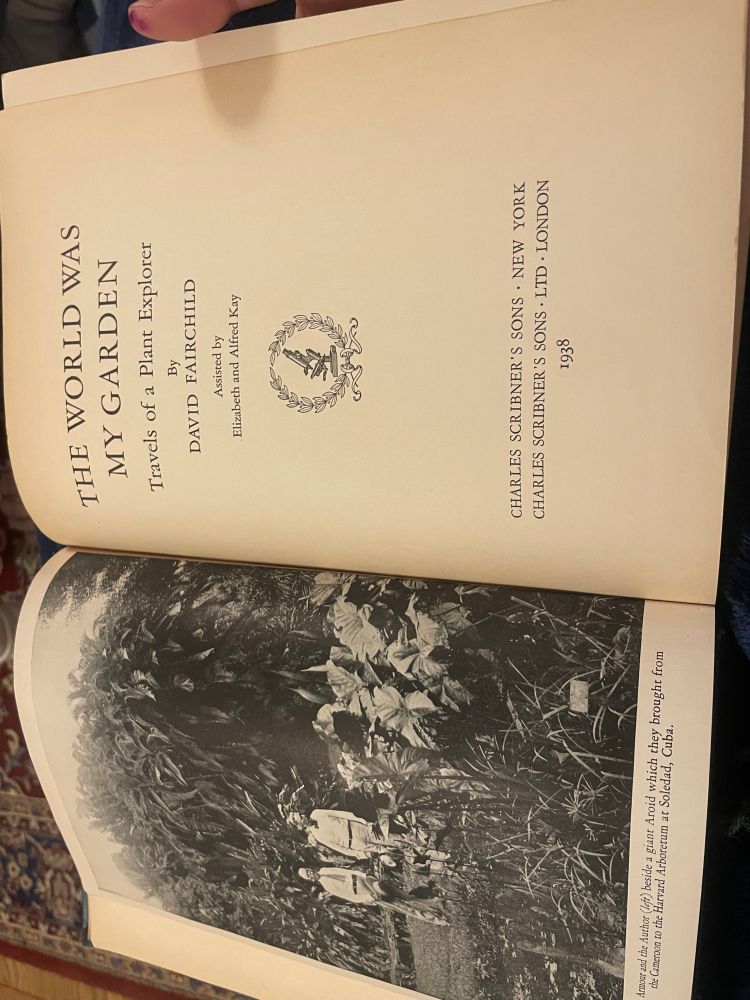 THE WORLD WAS
MY GARDEN
Travels of a Plant Explorer
By
DAVID FAIRCHILD
Assisted by
Elizabeth and Alfred Kay
CHARLES SCRIBNER'S SONS · NEW YORK
CHARLES SCRIBNER'S SONS · LTD · LONDON
1938
Armour and the Author (left) beside a giant Aroid which they brought from
the Cameroon to the Harvard Arboretum at Soledad, Cuba.